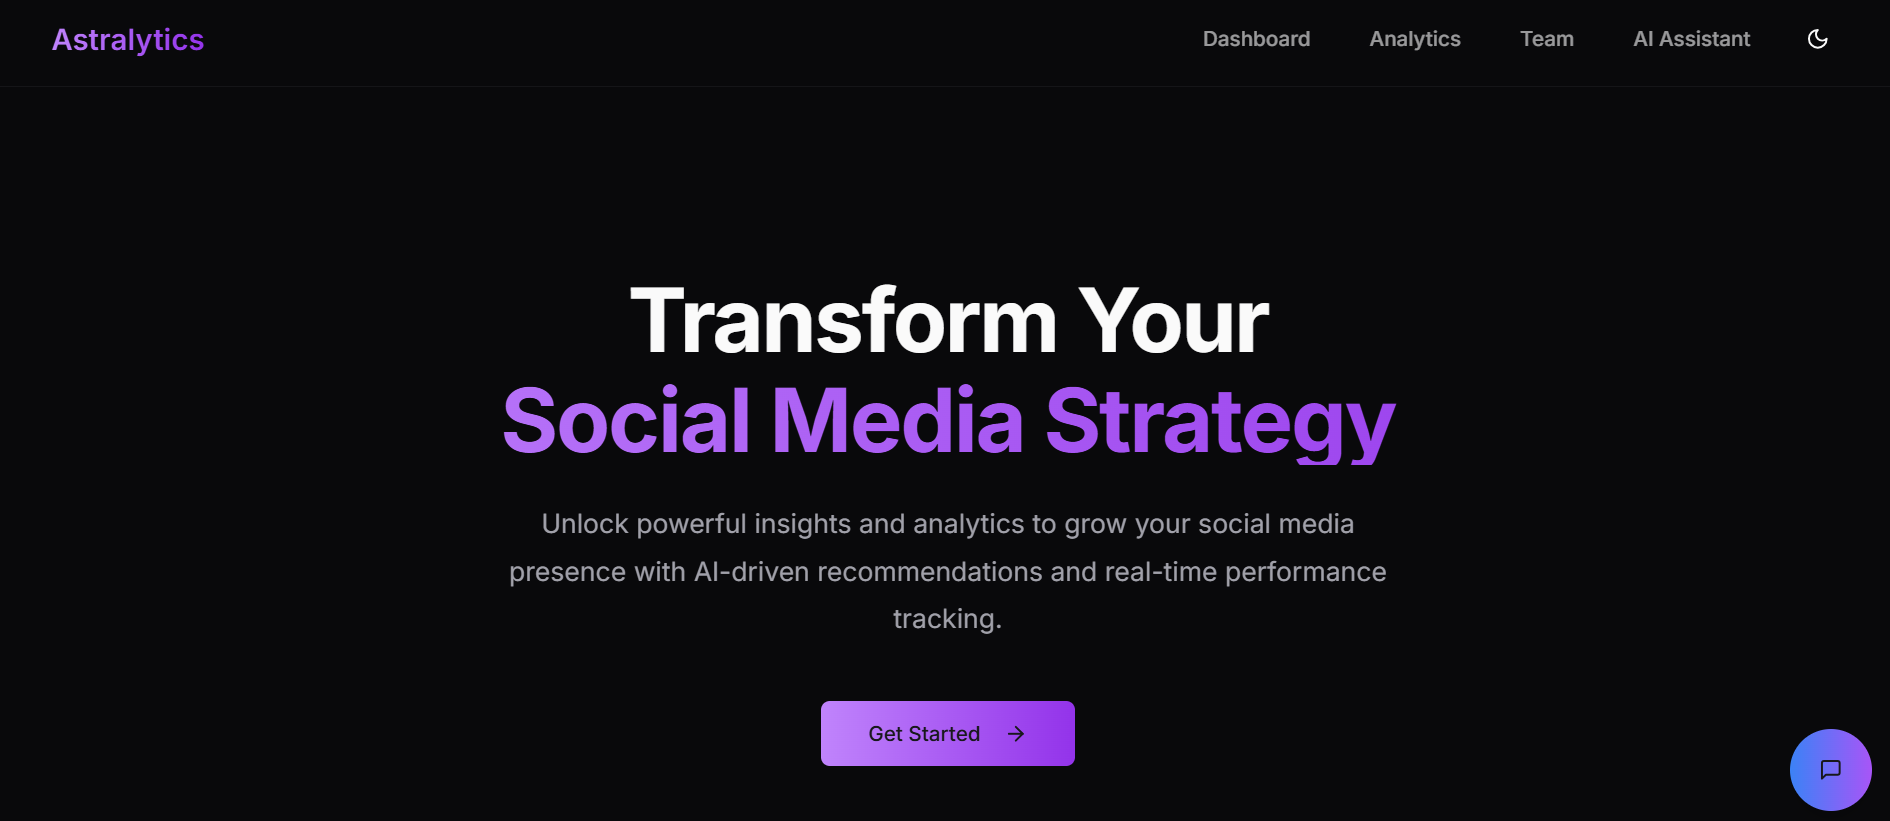 Astralytics
Dashboard Analytics Team AI Assistant
Transform Your
Social Media Strategy
Unlock powerful insights and analytics to grow your social media
presence with AI-driven recommendations and real-time performance
tracking.
Get Started